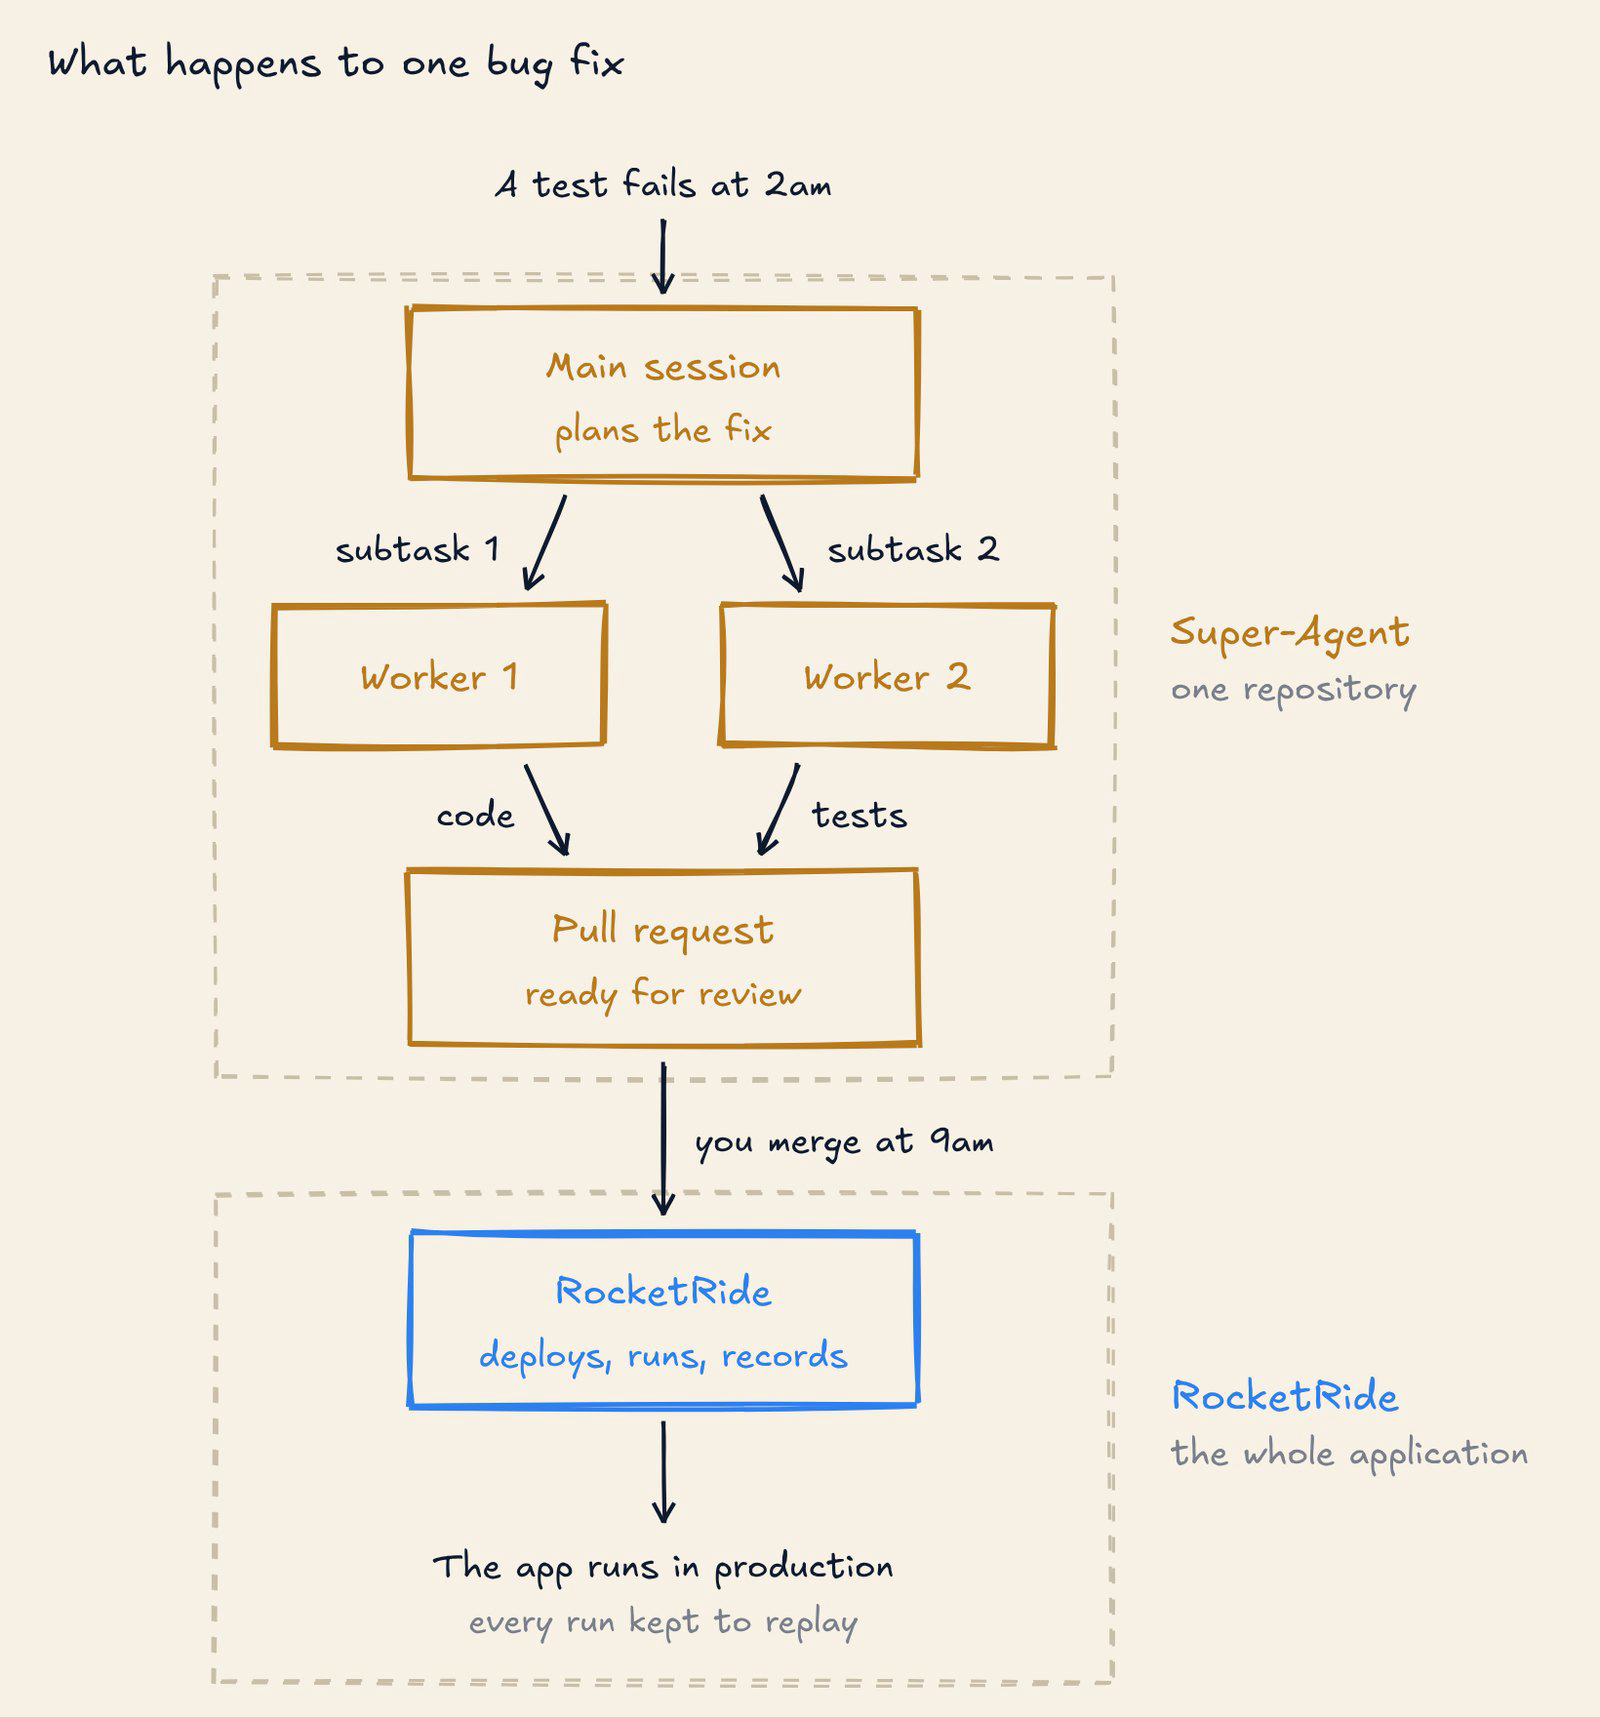 What happens to one bug fix
A test fails at 2am
Main session
plans the fix
subtask 1
subtask 2
Worker 1
Worker 2
Super-Agent
one repository
code
tests
Pull request
ready for review
you merge at 9am
RocketRide
deploys, runs, records
RocketRide
the whole application
The app runs in production
every run kept to replay